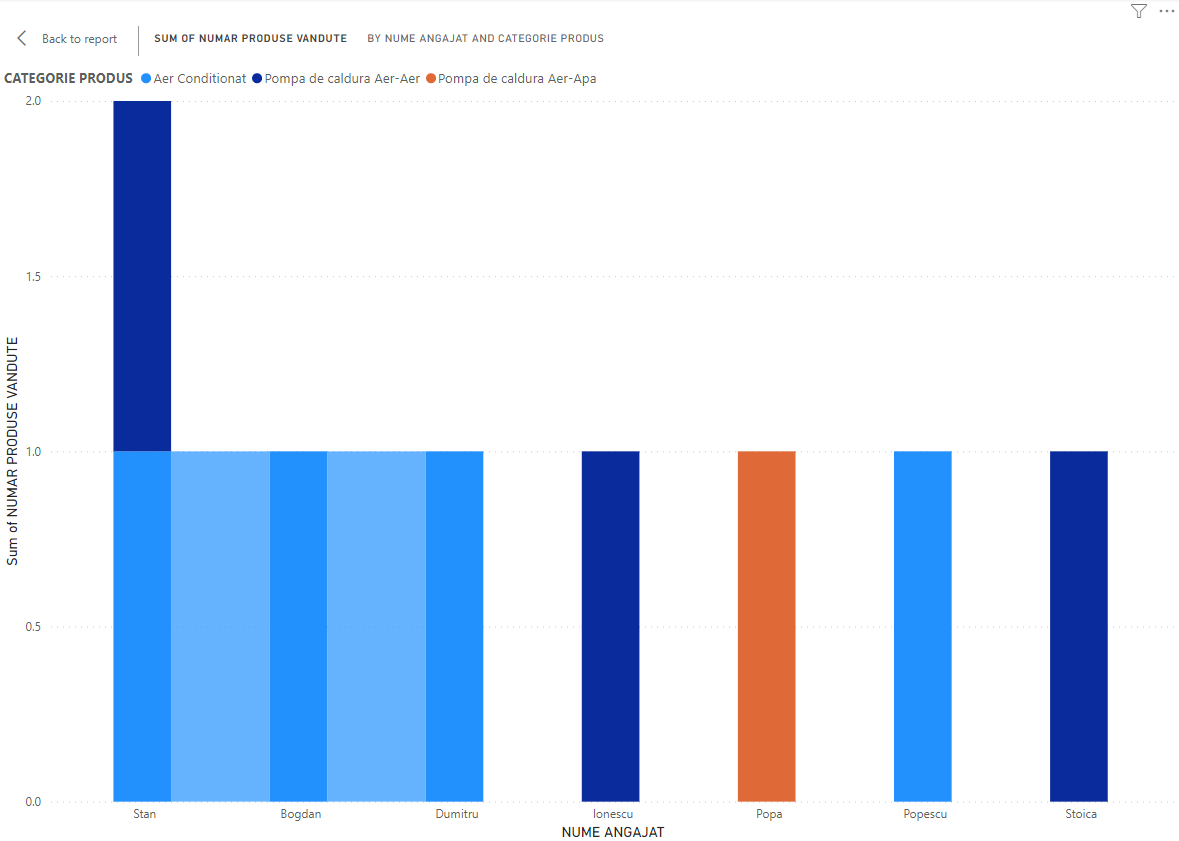 Back to report
SUM OF NUMAR PRODUSE VANDUTE BY NUME ANGAJAT AND CATEGORIE PRODUS
CATEGORIE PRODUS Aer Conditionat Pompa de caldura Aer-Aer Pompa de caldura Aer-Apa
Sum of NUMAR PRODUSE VANDUTE
2.0
1.5
1.0
0.5
0.0
Stan Bogdan Dumitru Ionescu Popa Popescu Stoica
NUME ANGAJAT